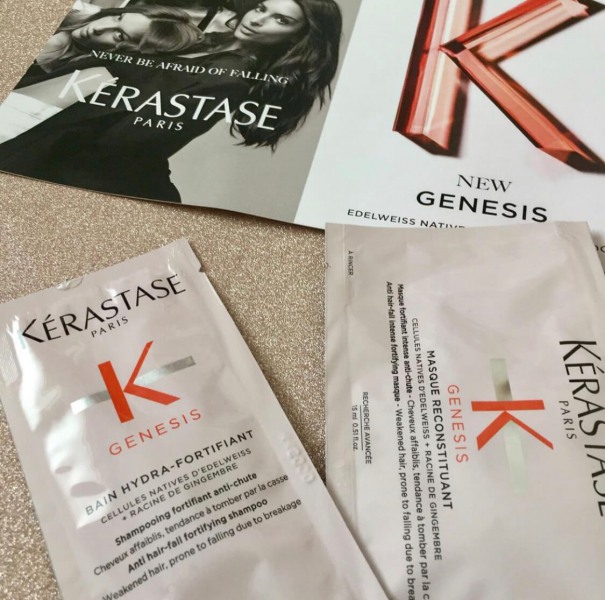 NEVER BE AFRAID OF FALLING
KÉRASTASE
PARIS
K
NEW
GENESIS
EDELWEISS NATIVE
KÉRASTASE
PARIS
K
GENESIS
BAIN HYDRA-FORTIFIANT
CELLULES NATIVES D'EDELWEISS
+ RACINE DE GINGEMBRE
Shampooing fortifiant anti-chute
Cheveux affaiblis, tendance à tomber par la casse
Anti hair-fall fortifying shampoo
Weakened hair, prone to falling due to breakage
KÉRASTASE
PARIS
K
GENESIS
MASQUE RECONSTITUANT
CELLULES NATIVES D'EDELWEISS + RACINE DE GINGEMBRE
Masque fortifiant intense anti-chute - Cheveux affaiblis, tendance à tomber par la c
Anti hair-fall intense fortifying masque - Weakened hair, prone to falling due to brea
RECHERCHE AVANCÉE
15 ml 0.51 fl.oz.
À RINCER